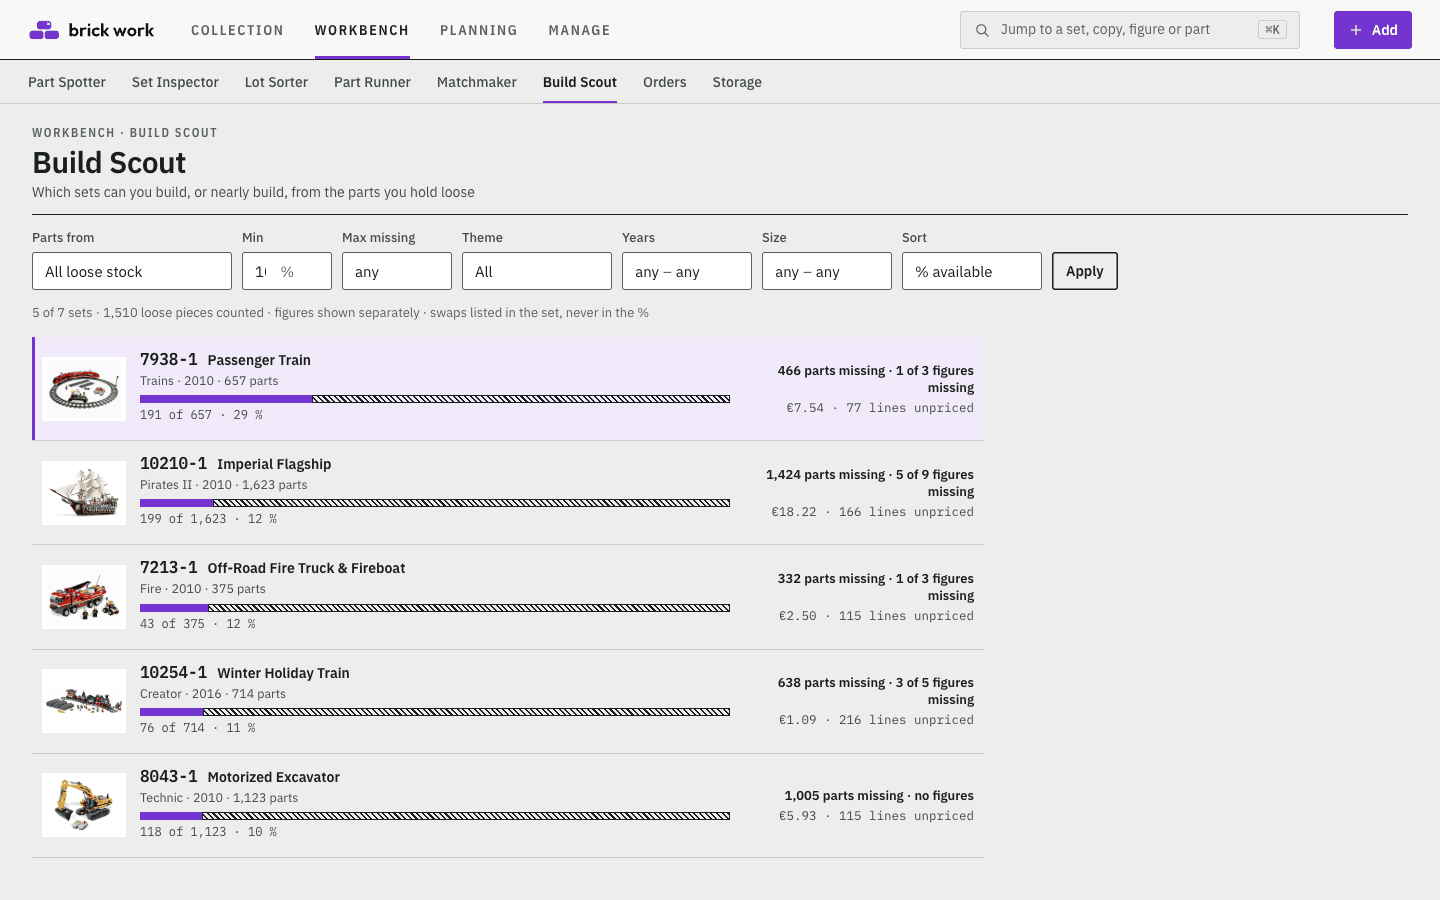 brick work
COLLECTION WORKBENCH PLANNING MANAGE
Jump to a set, copy, figure or part ⌘K
+ Add
Part Spotter Set Inspector Lot Sorter Part Runner Matchmaker Build Scout Orders Storage
WORKBENCH · BUILD SCOUT
Build Scout
Which sets can you build, or nearly build, from the parts you hold loose
Parts from Min Max missing Theme Years Size Sort
All loose stock % any All any – any any – any % available Apply
5 of 7 sets · 1,510 loose pieces counted · figures shown separately · swaps listed in the set, never in the %
7938-1 Passenger Train
Trains · 2010 · 657 parts
191 of 657 · 29 %
466 parts missing · 1 of 3 figures
missing
€7.54 · 77 lines unpriced
10210-1 Imperial Flagship
Pirates II · 2010 · 1,623 parts
199 of 1,623 · 12 %
1,424 parts missing · 5 of 9 figures
missing
€18.22 · 166 lines unpriced
7213-1 Off-Road Fire Truck & Fireboat
Fire · 2010 · 375 parts
43 of 375 · 12 %
332 parts missing · 1 of 3 figures
missing
€2.50 · 115 lines unpriced
10254-1 Winter Holiday Train
Creator · 2016 · 714 parts
76 of 714 · 11 %
638 parts missing · 3 of 5 figures
missing
€1.09 · 216 lines unpriced
8043-1 Motorized Excavator
Technic · 2010 · 1,123 parts
118 of 1,123 · 10 %
1,005 parts missing · no figures
€5.93 · 115 lines unpriced